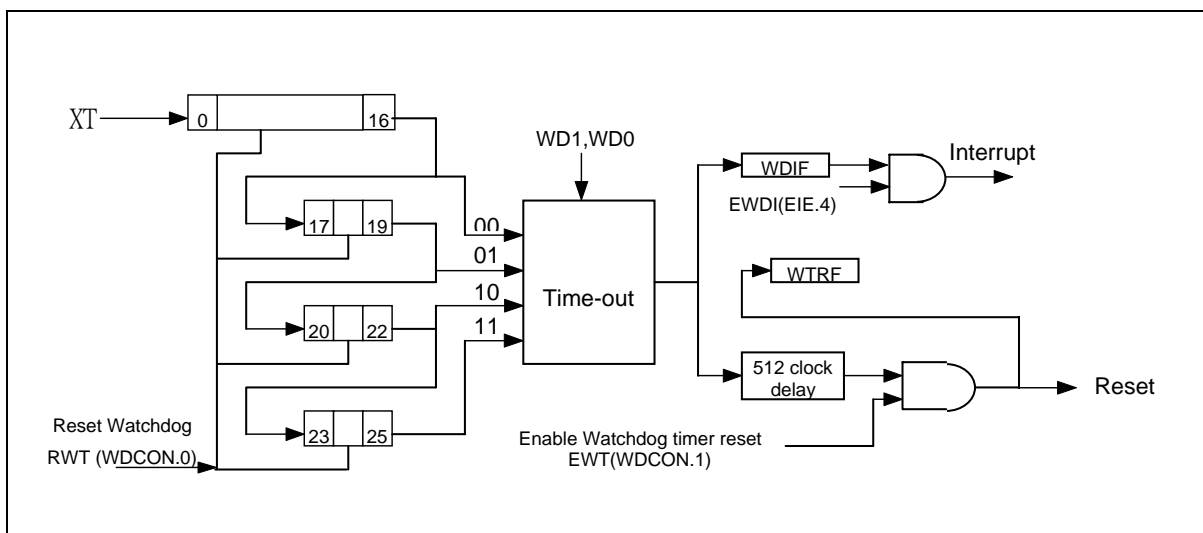 XT
0
16
WD1,WD0
WDIF
Interrupt
EWDI(EIE.4)
17
19
00
01
WTRF
10
Time-out
20
22
11
512 clock
delay
Reset
23
25
Reset Watchdog
RWT (WDCON.0)
Enable Watchdog timer reset
EWT(WDCON.1)